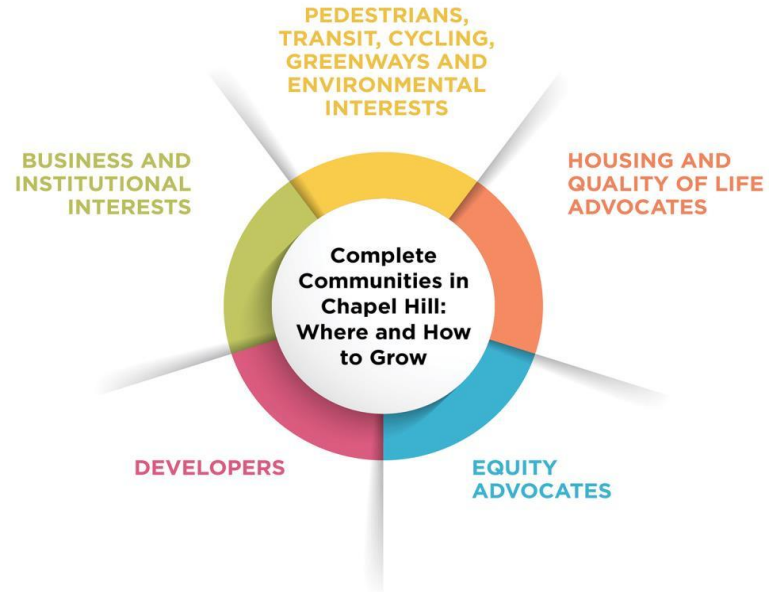 PEDESTRIANS,
TRANSIT, CYCLING,
GREENWAYS AND
ENVIRONMENTAL
INTERESTS
BUSINESS AND
INSTITUTIONAL
INTERESTS
HOUSING AND
QUALITY OF LIFE
ADVOCATES
Complete
Communities in
Chapel Hill:
Where and How
to Grow
DEVELOPERS
EQUITY
ADVOCATES